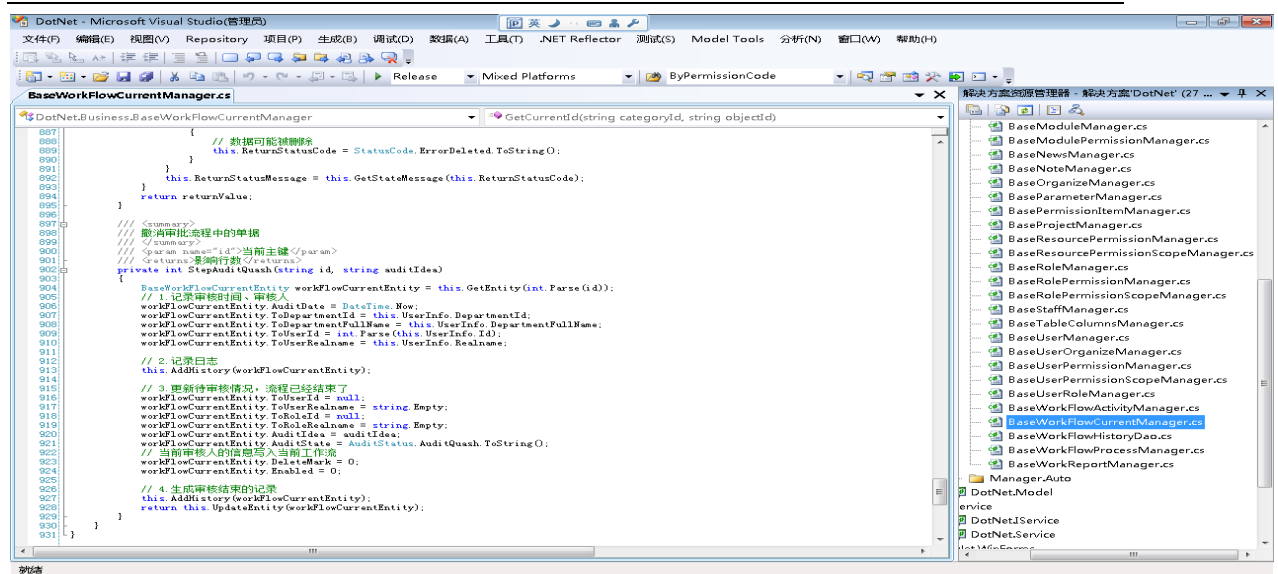 DotNet - Microsoft Visual Studio(管理员)
英
文件(F) 编辑(E) 视图(V) Repository 项目(P) 生成(B) 调试(D) 数据(A) 工具(T) .NET Reflector 测试(S) Model Tools 分析(N) 窗口(W) 帮助(H)
Release Mixed Platforms ByPermissionCode
BaseWorkFlowCurrentManager.cs
DotNet.Business.BaseWorkFlowCurrentManager GetCurrentId(string categoryId, string objectId)
887 {
888 // 数据可能被删除
889 this.ReturnStatusCode = StatusCode.ErrorDeleted.ToString();
890 }
891 }
892 this.ReturnStatusMessage = this.GetStateMessage(this.ReturnStatusCode);
893 }
894 return returnValue;
895 }
896
897 /// <summary>
898 /// 撤消审批流程中的单据
899 /// </summary>
900 /// <param name="id">当前主键</param>
901 /// <returns>影响行数</returns>
902 private int StepAuditQuash(string id, string auditIdea)
903 {
904 BaseWorkFlowCurrentEntity workFlowCurrentEntity = this.GetEntity(int.Parse(id));
905 // 1.记录审核时间、审核人
906 workFlowCurrentEntity.AuditDate = DateTime.Now;
907 workFlowCurrentEntity.ToDepartmentId = this.UserInfo.DepartmentId;
908 workFlowCurrentEntity.ToDepartmentFullName = this.UserInfo.DepartmentFullName;
909 workFlowCurrentEntity.ToUserId = int.Parse(this.UserInfo.Id);
910 workFlowCurrentEntity.ToUserRealname = this.UserInfo.Realname;
911
912 // 2.记录日志
913 this.AddHistory(workFlowCurrentEntity);
914
915 // 3.更新待审核情况，流程已经结束了
916 workFlowCurrentEntity.ToUserId = null;
917 workFlowCurrentEntity.ToUserRealname = string.Empty;
918 workFlowCurrentEntity.ToRoleId = null;
919 workFlowCurrentEntity.ToRoleRealname = string.Empty;
920 workFlowCurrentEntity.AuditIdea = auditIdea;
921 workFlowCurrentEntity.AuditState = AuditStatus.AuditQuash.ToString();
922 // 当前审核人的信息写入当前工作流
923 workFlowCurrentEntity.DeleteMark = 0;
924 workFlowCurrentEntity.Enabled = 0;
925
926 // 4.生成审核结束的记录
927 this.AddHistory(workFlowCurrentEntity);
928 return this.UpdateEntity(workFlowCurrentEntity);
929 }
930 }
931 }
解决方案资源管理器 - 解决方案'DotNet' (27 ...
BaseModuleManager.cs
BaseModulePermissionManager.cs
BaseNewsManager.cs
BaseNoteManager.cs
BaseOrganizeManager.cs
BaseParameterManager.cs
BasePermissionItemManager.cs
BaseProjectManager.cs
BaseResourcePermissionManager.cs
BaseResourcePermissionScopeManager.cs
BaseRoleManager.cs
BaseRolePermissionManager.cs
BaseRolePermissionScopeManager.cs
BaseStaffManager.cs
BaseTableColumnsManager.cs
BaseUserManager.cs
BaseUserOrganizeManager.cs
BaseUserPermissionManager.cs
BaseUserPermissionScopeManager.cs
BaseUserRoleManager.cs
BaseWorkFlowActivityManager.cs
BaseWorkFlowCurrentManager.cs
BaseWorkFlowHistoryDao.cs
BaseWorkFlowProcessManager.cs
BaseWorkReportManager.cs
Manager.Auto
DotNet.Model
ervice
DotNet.IService
DotNet.Service
就绪